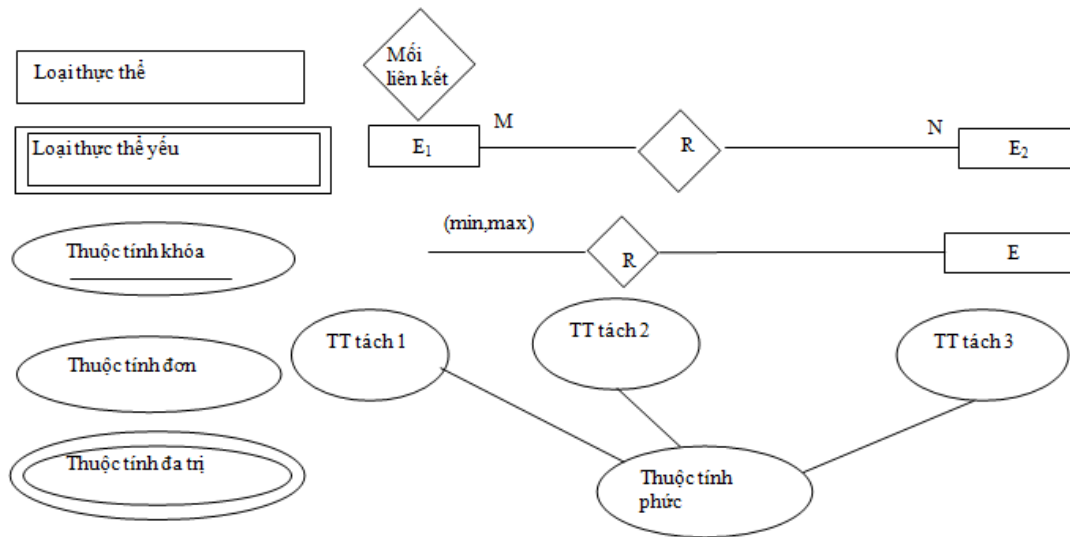 Loại thực thể
Mối
liên kết
Loại thực thể yếu
E₁
M
R
N
E₂
Thuộc tính khóa
(min,max)
R
E
Thuộc tính đơn
TT tách 1
TT tách 2
TT tách 3
Thuộc tính đa trị
Thuộc tính
phức